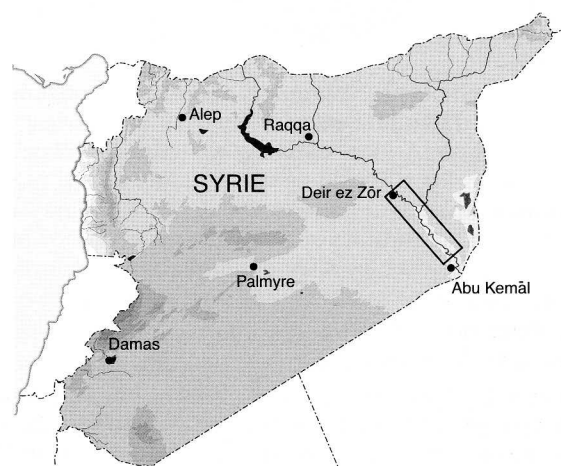 Alep
Raqqa
SYRIE
Deir ez Zōr
Palmyre
Abu Kemāl
Damas